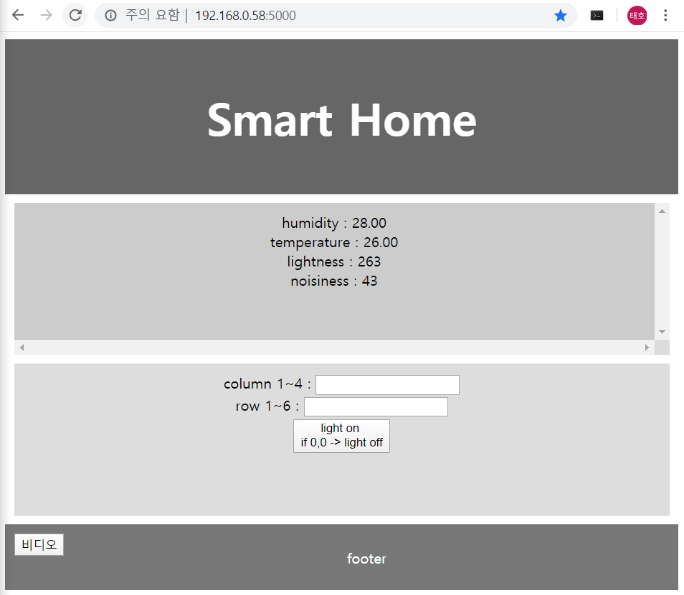 주의 요함 | 192.168.0.58:5000
태호
Smart Home
humidity : 28.00
temperature : 26.00
lightness : 263
noisiness : 43
column 1~4 :
row 1~6 :
light on
if 0,0 -> light off
비디오
footer